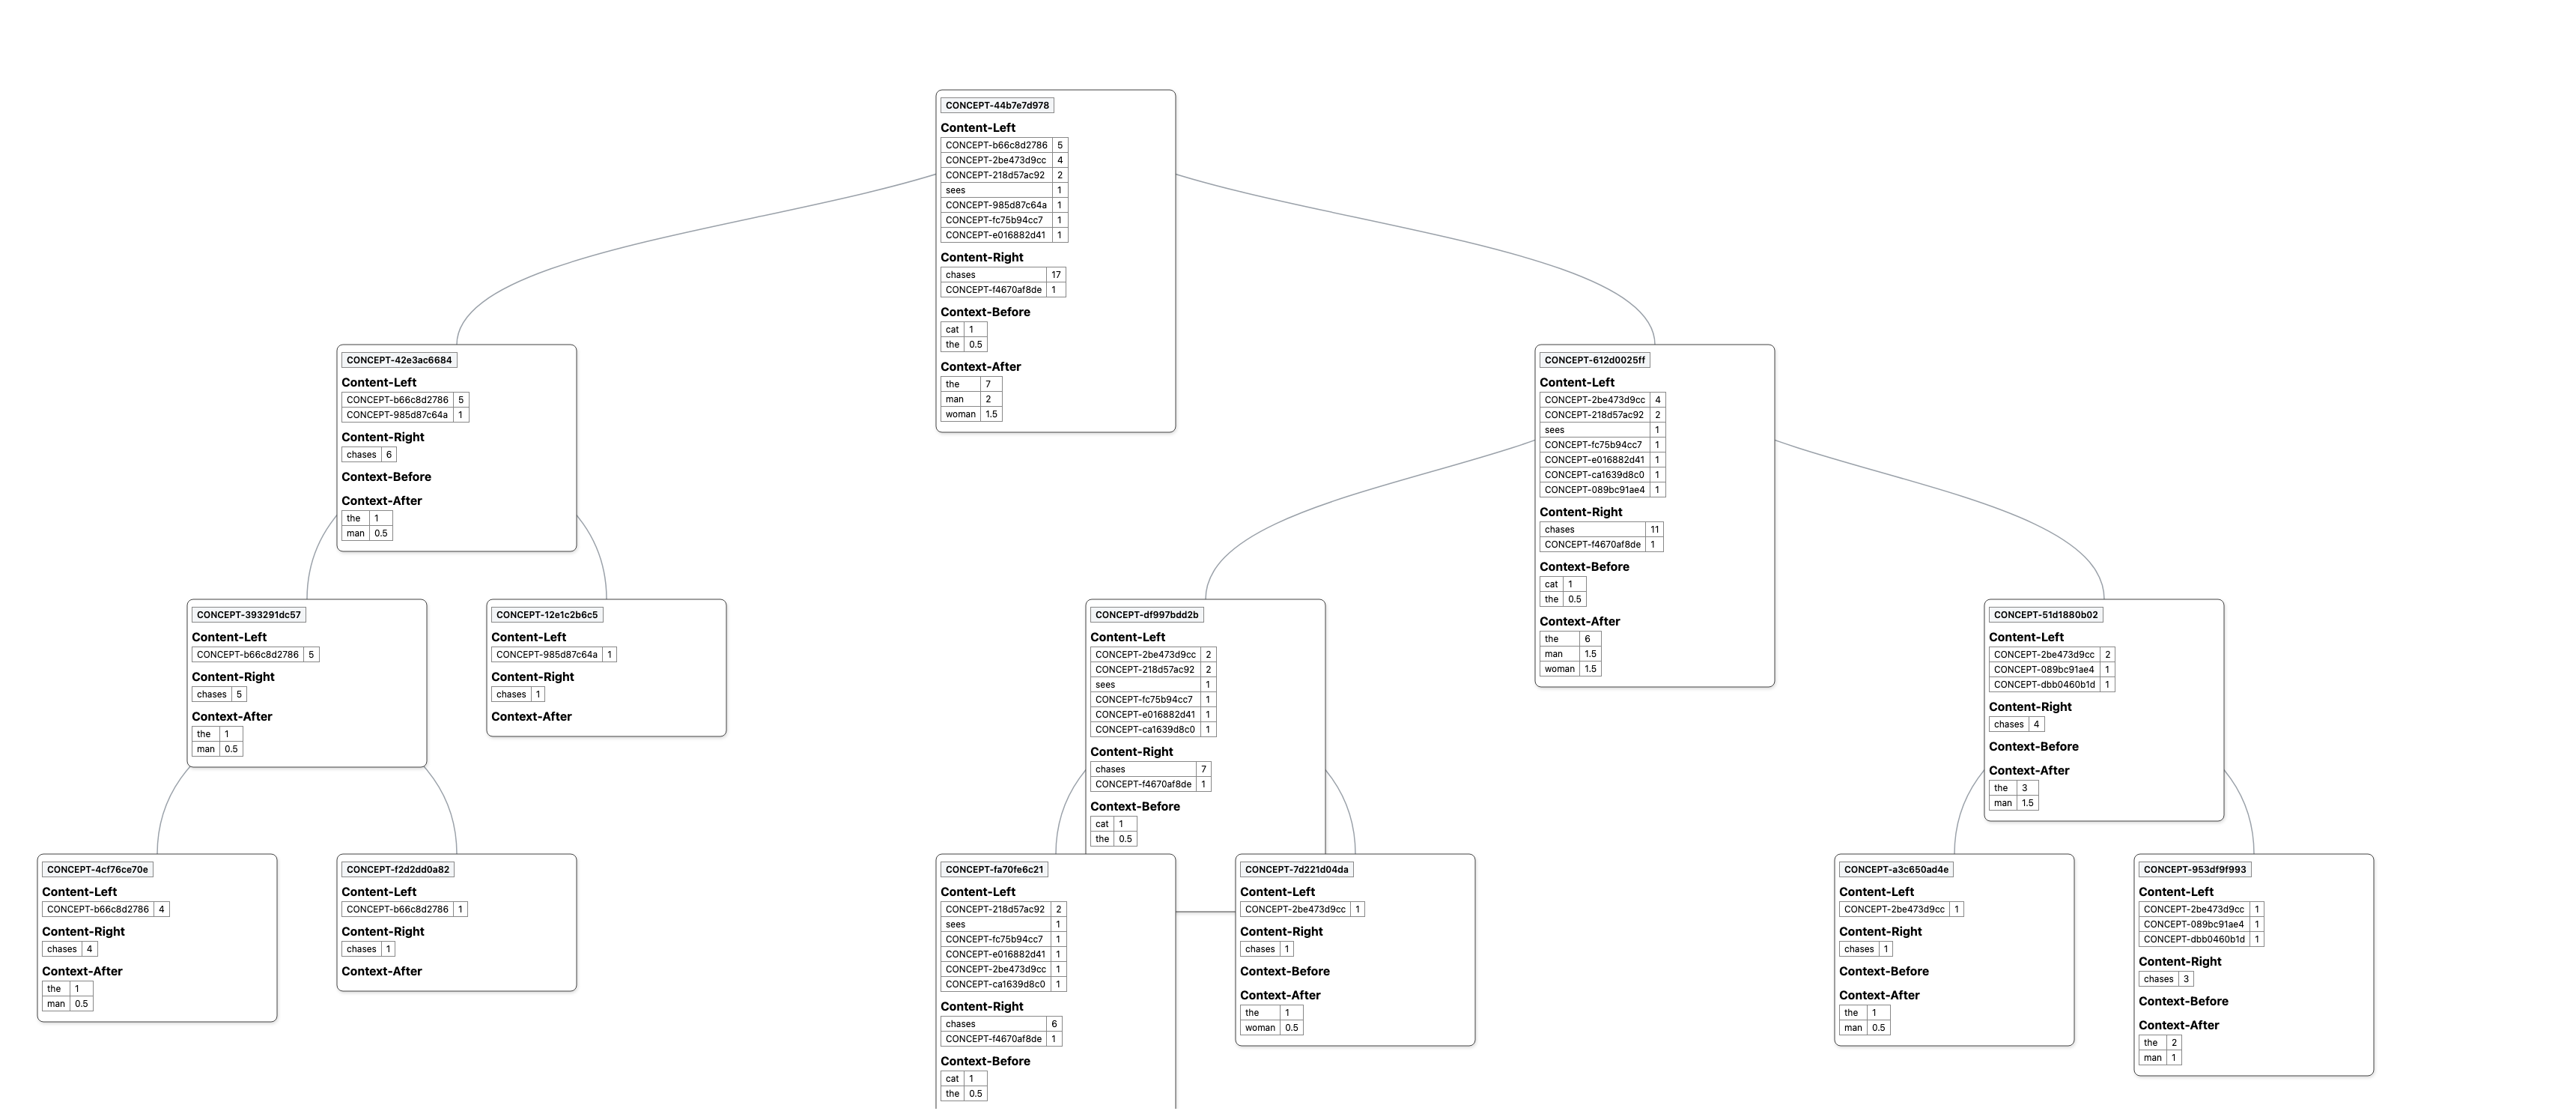 CONCEPT-44b7e7d978
Content-Left
CONCEPT-b66c8d2786 5
CONCEPT-2be473d9cc 4
CONCEPT-218d57ac92 2
sees 1
CONCEPT-985d87c64a 1
CONCEPT-fc75b94cc7 1
CONCEPT-e016882d41 1
Content-Right
chases 17
CONCEPT-f4670af8de 1
Context-Before
cat 1
the 0.5
Context-After
the 7
man 2
woman 1.5
CONCEPT-42e3ac6684
Content-Left
CONCEPT-b66c8d2786 5
CONCEPT-985d87c64a 1
Content-Right
chases 6
Context-Before
Context-After
the 1
man 0.5
CONCEPT-612d0025ff
Content-Left
CONCEPT-2be473d9cc 4
CONCEPT-218d57ac92 2
sees 1
CONCEPT-fc75b94cc7 1
CONCEPT-e016882d41 1
CONCEPT-ca1639d8c0 1
CONCEPT-089bc91ae4 1
Content-Right
chases 11
CONCEPT-f4670af8de 1
Context-Before
cat 1
the 0.5
Context-After
the 6
man 1.5
woman 1.5
CONCEPT-393291dc57
Content-Left
CONCEPT-b66c8d2786 5
Content-Right
chases 5
Context-After
the 1
man 0.5
CONCEPT-12e1c2b6c5
Content-Left
CONCEPT-985d87c64a 1
Content-Right
chases 1
Context-After
CONCEPT-df997bdd2b
Content-Left
CONCEPT-2be473d9cc 2
CONCEPT-218d57ac92 2
sees 1
CONCEPT-fc75b94cc7 1
CONCEPT-e016882d41 1
CONCEPT-ca1639d8c0 1
Content-Right
chases 7
CONCEPT-f4670af8de 1
Context-Before
cat 1
the 0.5
CONCEPT-51d1880b02
Content-Left
CONCEPT-2be473d9cc 2
CONCEPT-089bc91ae4 1
CONCEPT-dbb0460b1d 1
Content-Right
chases 4
Context-Before
Context-After
the 3
man 1.5
CONCEPT-4cf76ce70e
Content-Left
CONCEPT-b66c8d2786 4
Content-Right
chases 4
Context-After
the 1
man 0.5
CONCEPT-f2d2dd0a82
Content-Left
CONCEPT-b66c8d2786 1
Content-Right
chases 1
Context-After
CONCEPT-fa70fe6c21
Content-Left
CONCEPT-218d57ac92 2
sees 1
CONCEPT-fc75b94cc7 1
CONCEPT-e016882d41 1
CONCEPT-2be473d9cc 1
CONCEPT-ca1639d8c0 1
Content-Right
chases 6
CONCEPT-f4670af8de 1
Context-Before
cat 1
the 0.5
CONCEPT-7d221d04da
Content-Left
CONCEPT-2be473d9cc 1
Content-Right
chases 1
Context-Before
Context-After
the 1
woman 0.5
CONCEPT-a3c650ad4e
Content-Left
CONCEPT-2be473d9cc 1
Content-Right
chases 1
Context-Before
Context-After
the 1
man 0.5
CONCEPT-953df9f993
Content-Left
CONCEPT-2be473d9cc 1
CONCEPT-089bc91ae4 1
CONCEPT-dbb0460b1d 1
Content-Right
chases 3
Context-Before
Context-After
the 2
man 1